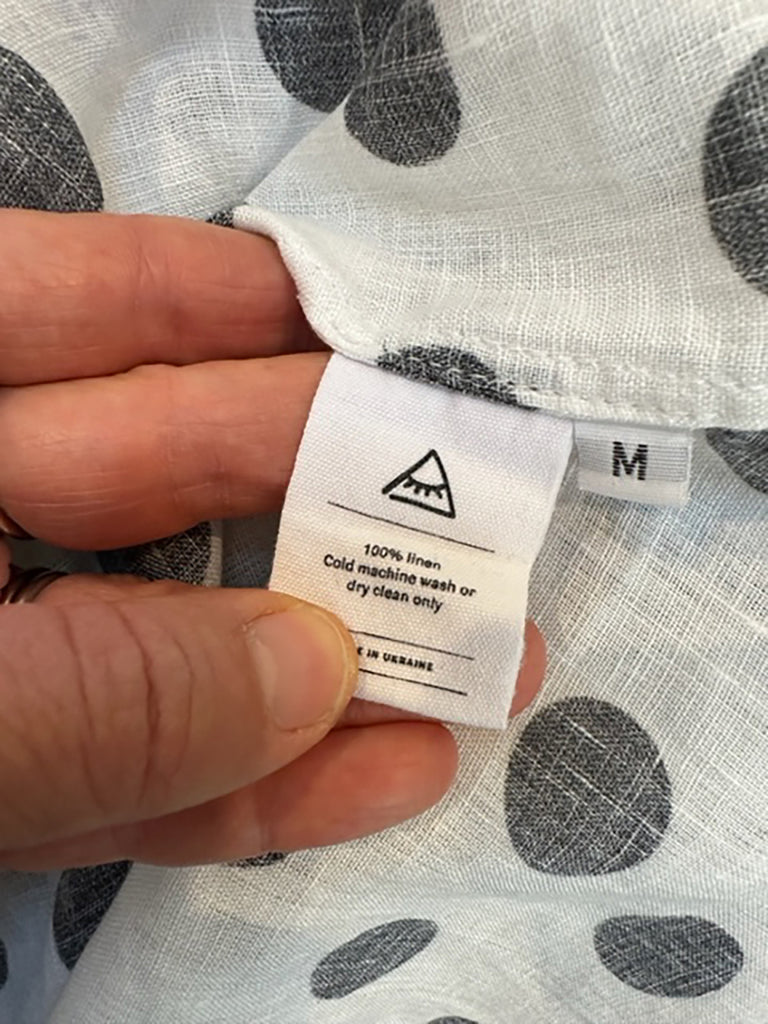 M
100% linen
Cold machine wash or
dry clean only
E IN UKRAINE